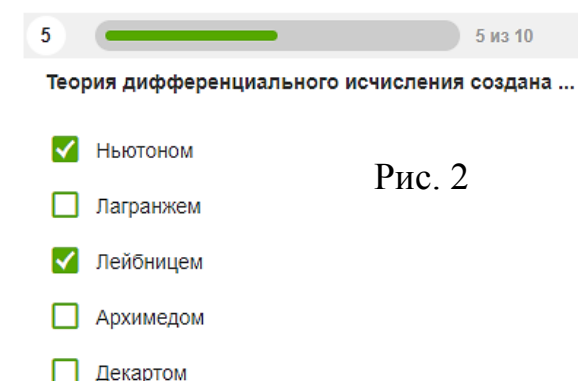 5 5 из 10
Теория дифференциального исчисления создана ...
Ньютоном
Рис. 2
Лагранжем
Лейбницем
Архимедом
Декартом